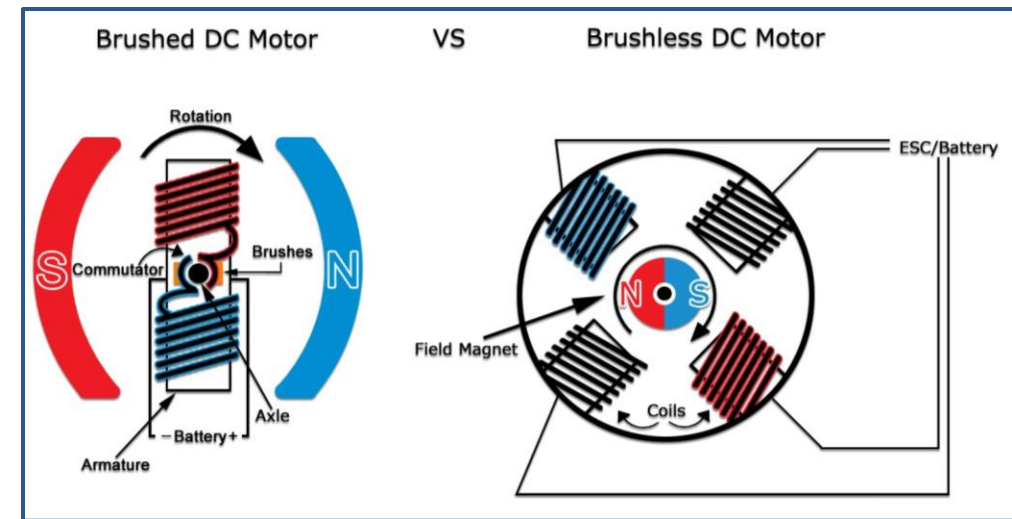 Brushed DC Motor
VS
Brushless DC Motor
Rotation
S
Commutator
Brushes
N
Axle
− Battery +
Armature
ESC/Battery
N
S
Field Magnet
Coils